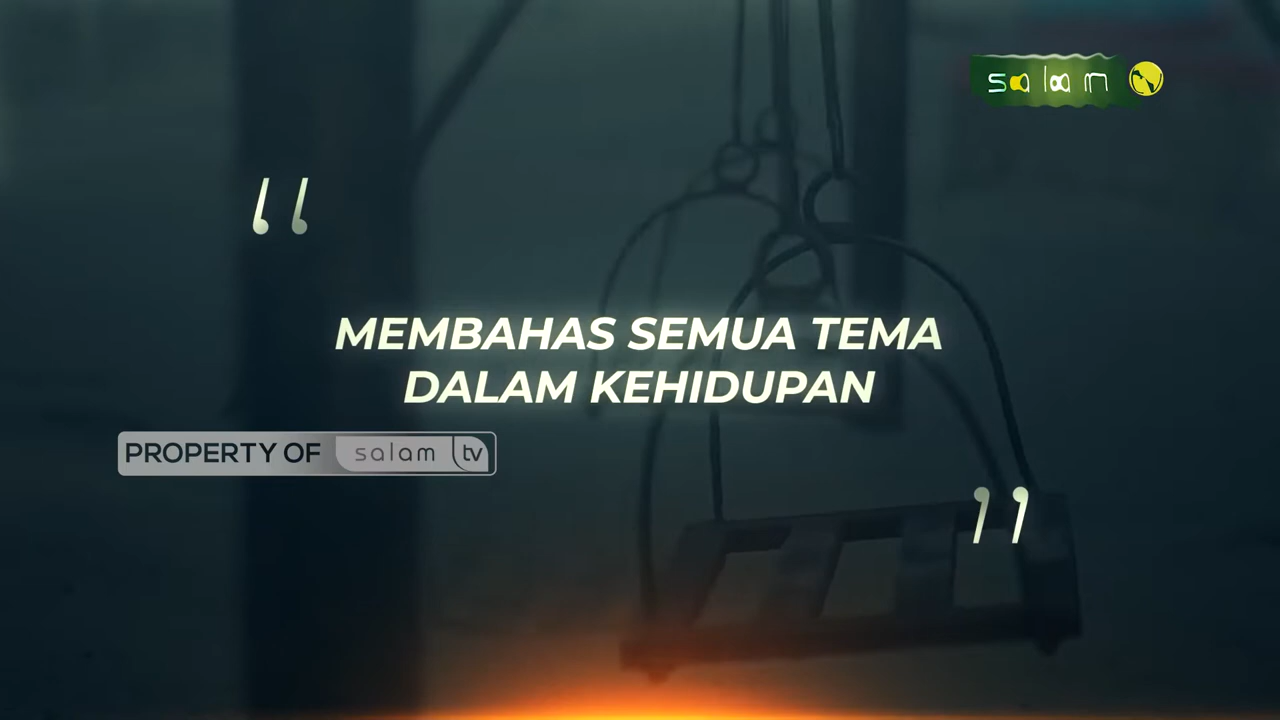 salam
“
MEMBAHAS SEMUA TEMA
DALAM KEHIDUPAN
PROPERTY OF salam tv
”